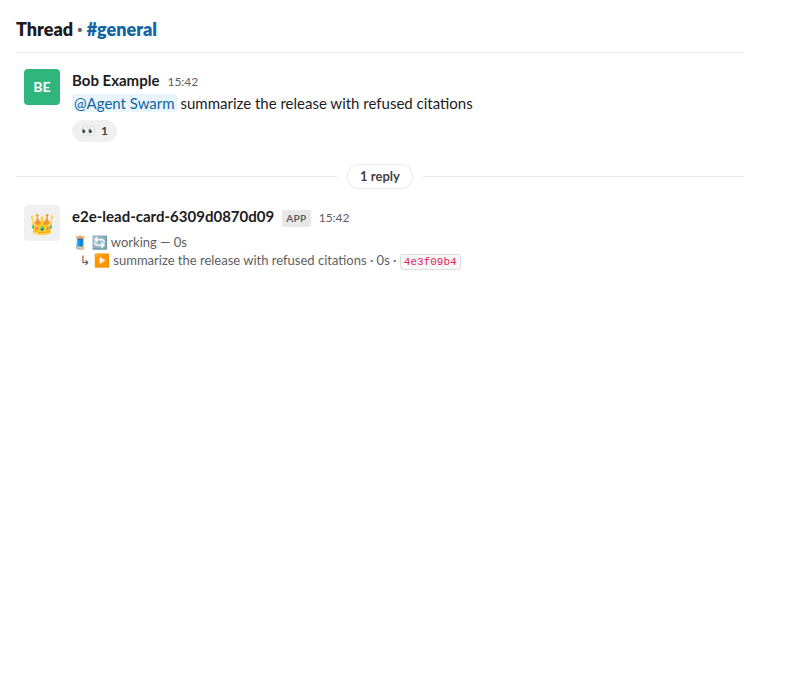 Thread • #general
BE
Bob Example 15:42
@Agent Swarm summarize the release with refused citations
👀 1
1 reply
e2e-lead-card-6309d0870d09 APP 15:42
🧵 🔄 working — 0s
↳ ▶️ summarize the release with refused citations · 0s · 4e3f09b4